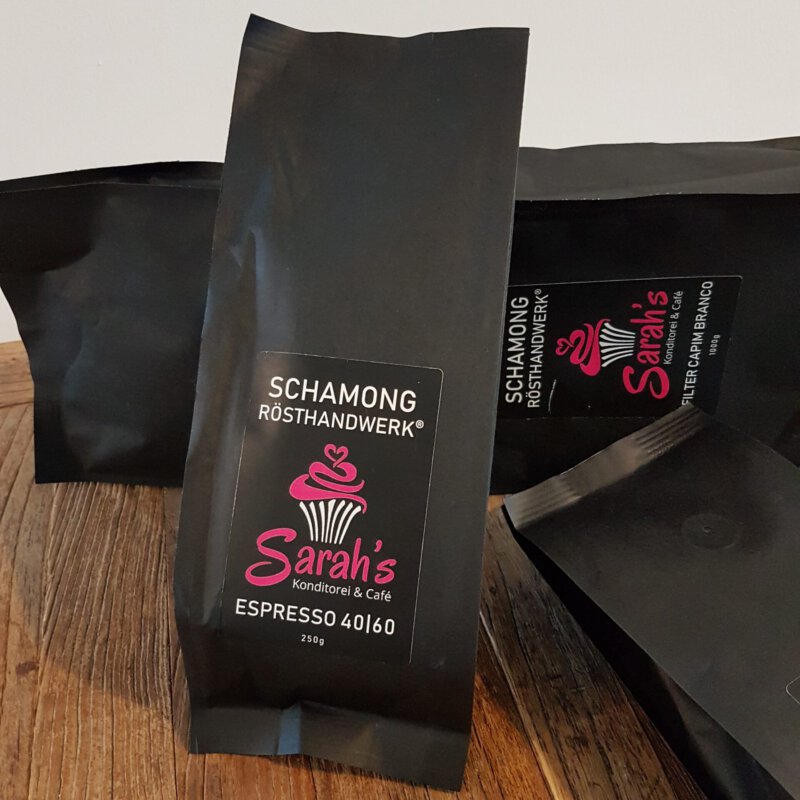 SCHAMONG
RÖSTHANDWERK®
Sarah's
Konditorei & Café
ESPRESSO 40|60
250g
SCHAMONG
RÖSTHANDWERK®
Sarah's
Konditorei & Café
FILTER CAPIM BRANCO
1000g